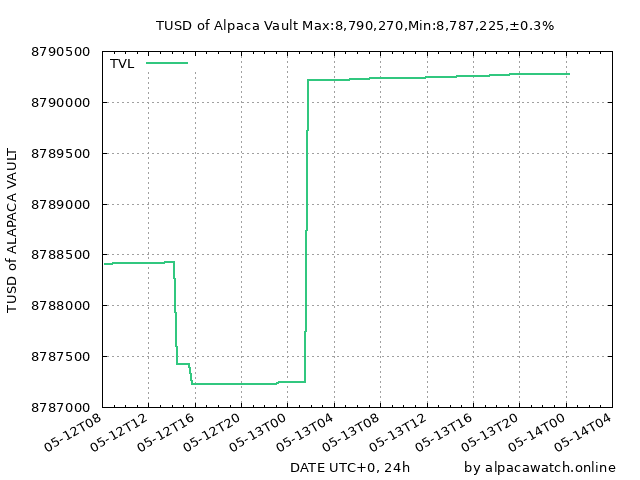 TUSD of Alpaca Vault Max:8,790,270,Min:8,787,225,±0.3%
8790500
TVL
8790000
8789500
8789000
8788500
8788000
8787500
8787000
TUSD of ALAPACA VAULT
05-12T08
05-12T12
05-12T16
05-12T20
05-13T00
05-13T04
05-13T08
05-13T12
05-13T16
05-13T20
05-14T00
05-14T04
DATE UTC+0, 24h
by alpacawatch.online